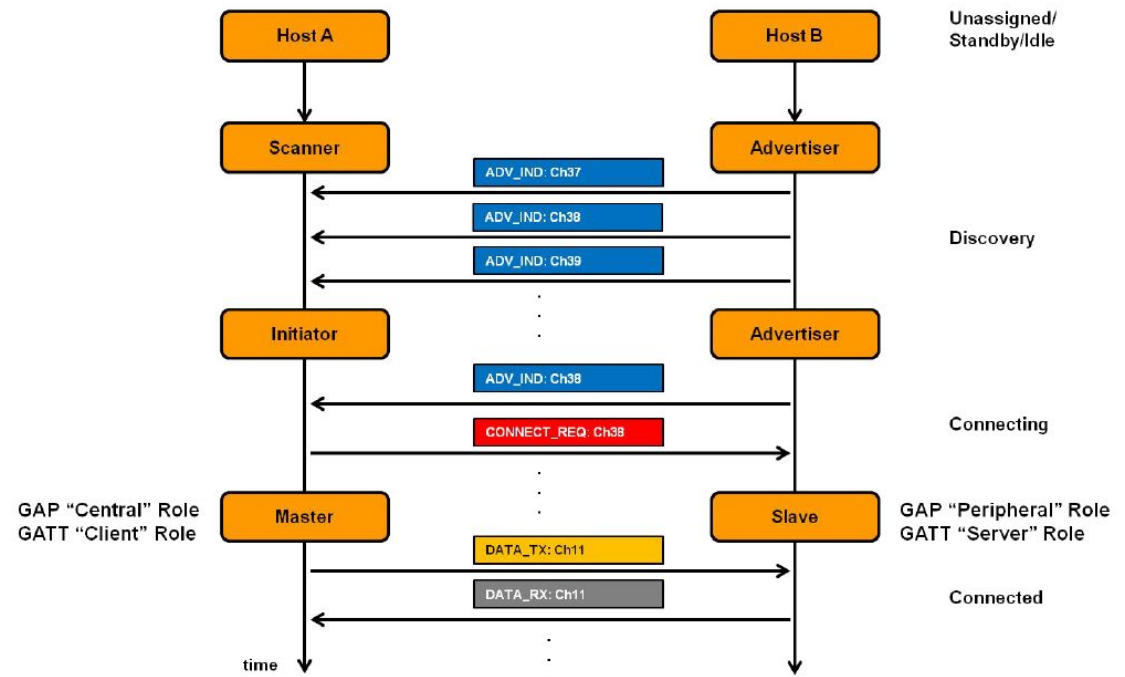 Host A
Host B
Unassigned/
Standby/Idle
Scanner
Advertiser
ADV_IND: Ch37
ADV_IND: Ch38
ADV_IND: Ch39
Discovery
Initiator
Advertiser
ADV_IND: Ch38
CONNECT_REQ: Ch38
Connecting
GAP “Central” Role
GATT “Client” Role
Master
Slave
GAP “Peripheral” Role
GATT “Server” Role
DATA_TX: Ch11
DATA_RX: Ch11
Connected
time